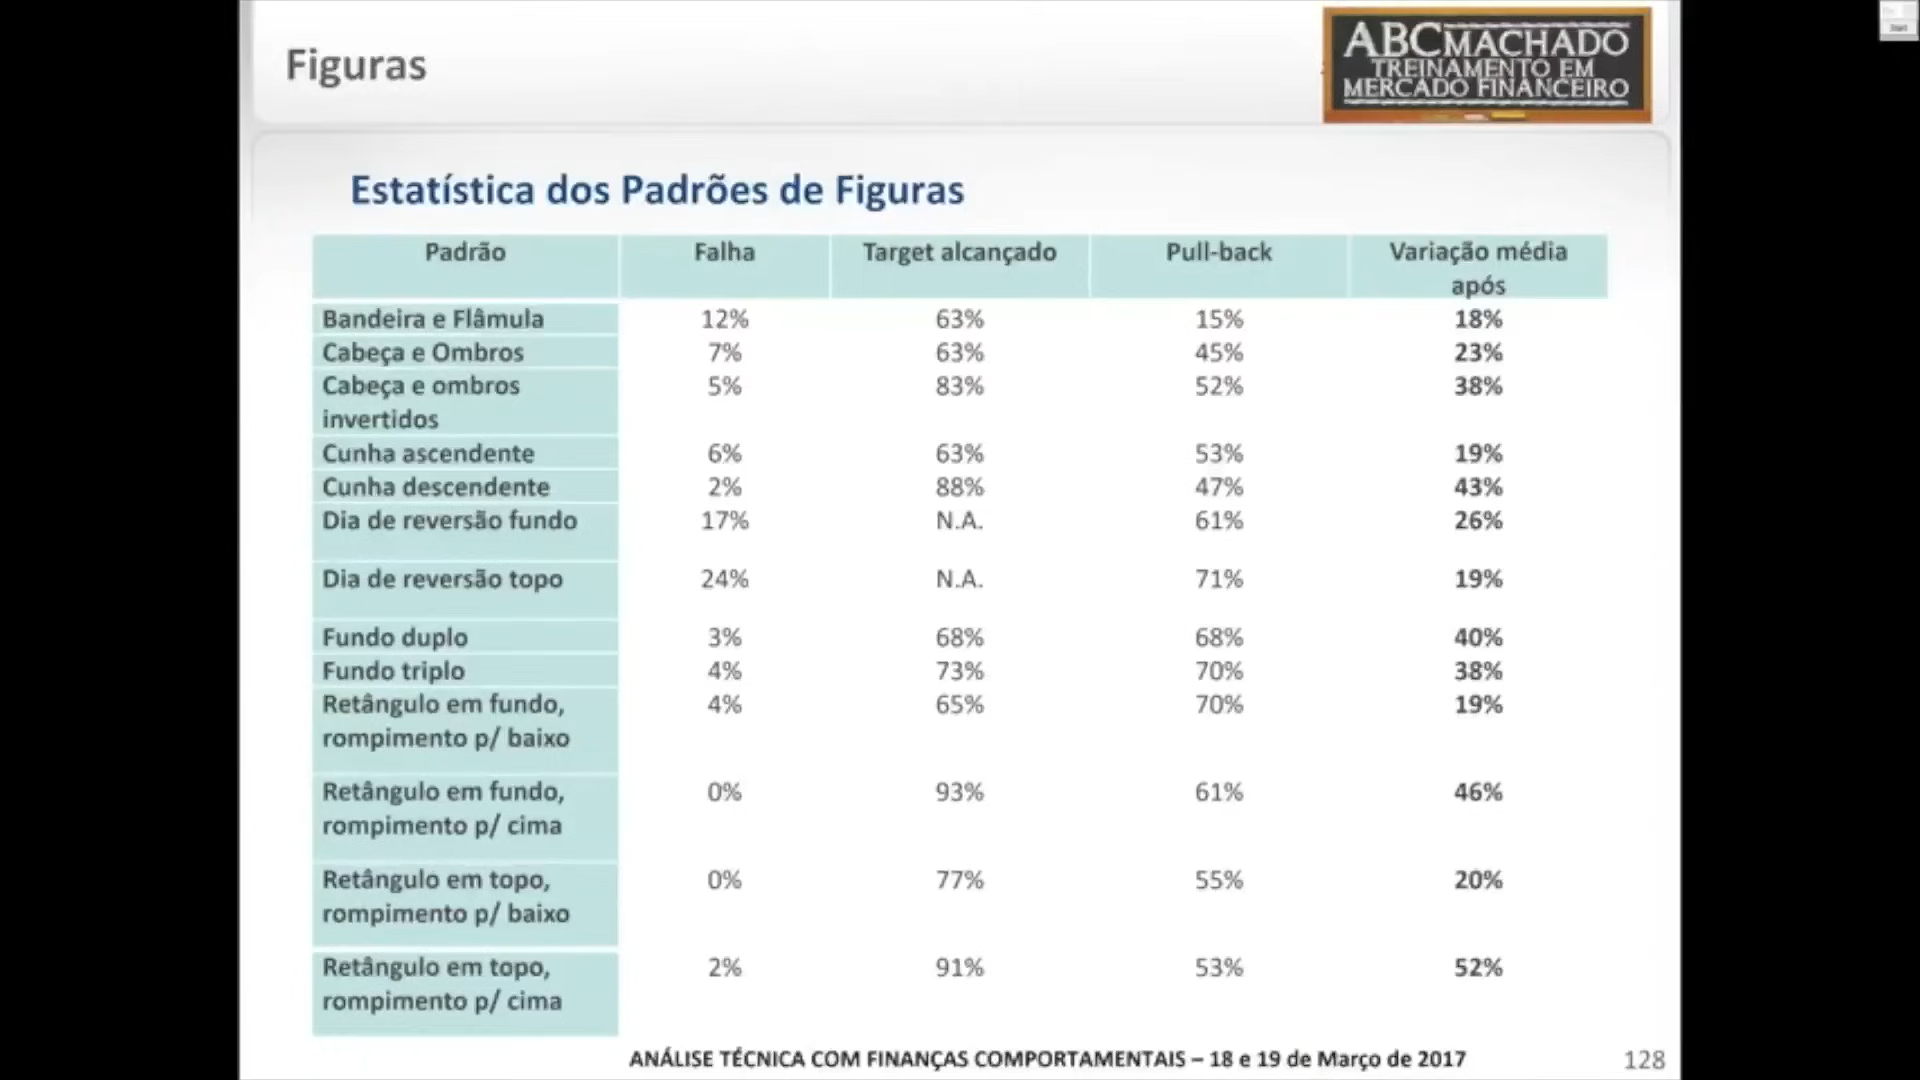 Figuras
ABCMACHADO
TREINAMENTO EM
MERCADO FINANCEIRO
Estatística dos Padrões de Figuras
Padrão Falha Target alcançado Pull-back Variação média
após
Bandeira e Flâmula 12% 63% 15% 18%
Cabeça e Ombros 7% 63% 45% 23%
Cabeça e ombros 5% 83% 52% 38%
invertidos
Cunha ascendente 6% 63% 53% 19%
Cunha descendente 2% 88% 47% 43%
Dia de reversão fundo 17% N.A. 61% 26%
Dia de reversão topo 24% N.A. 71% 19%
Fundo duplo 3% 68% 68% 40%
Fundo triplo 4% 73% 70% 38%
Retângulo em fundo, 4% 65% 70% 19%
rompimento p/ baixo
Retângulo em fundo, 0% 93% 61% 46%
rompimento p/ cima
Retângulo em topo, 0% 77% 55% 20%
rompimento p/ baixo
Retângulo em topo, 2% 91% 53% 52%
rompimento p/ cima
ANÁLISE TÉCNICA COM FINANÇAS COMPORTAMENTAIS – 18 e 19 de Março de 2017 128